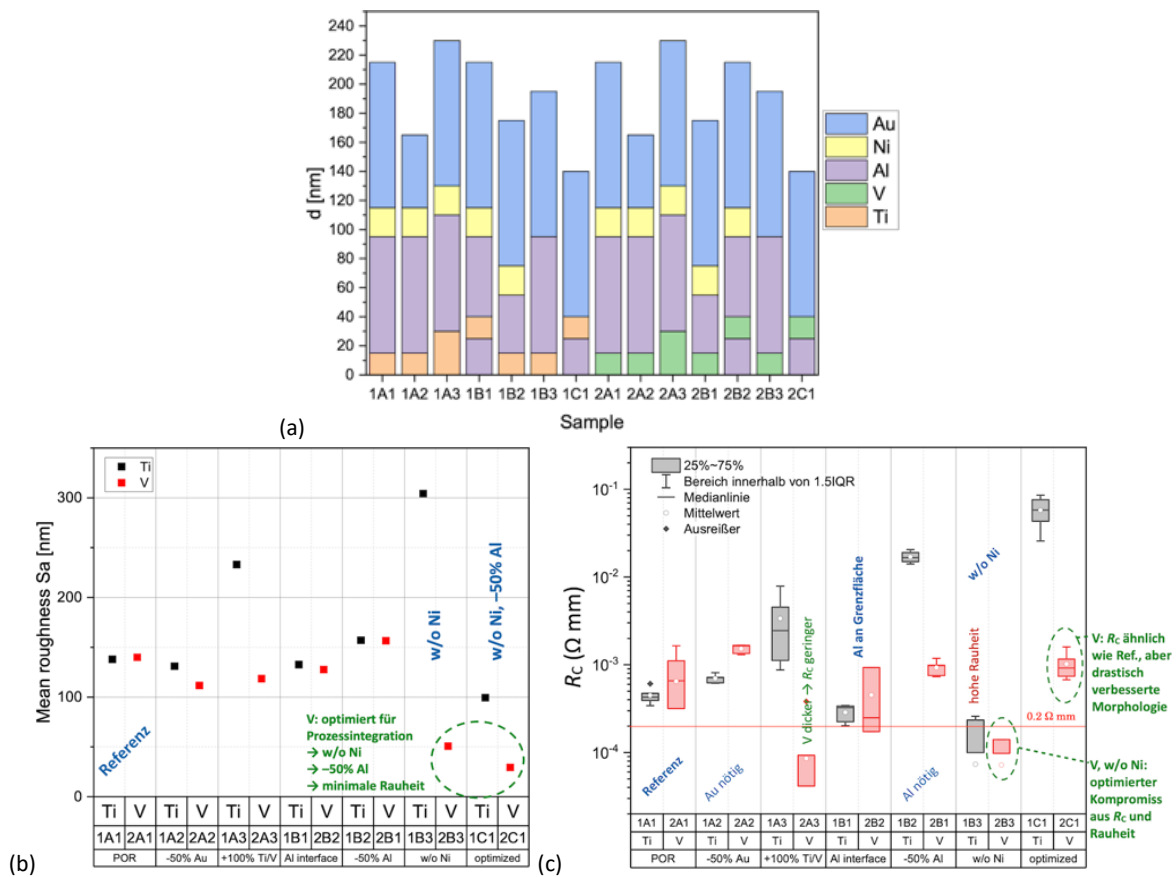 240
220
200
180
160
140
120
100
80
60
40
20
0
d [nm]
1A1 1A2 1A3 1B1 1B2 1B3 1C1 2A1 2A2 2A3 2B1 2B2 2B3 2C1
Sample
Au
Ni
Al
V
Ti
(a)
Mean roughness Sa [nm]
300
200
100
0
Ti
V
Referenz
w/o Ni
w/o Ni, –50% Al
V: optimiert für
Prozessintegration
→ w/o Ni
→ –50% Al
→ minimale Rauheit
Ti V Ti V Ti V Ti V Ti V Ti V Ti V
1A1 2A1 1A2 2A2 1A3 2A3 1B1 2B2 1B2 2B1 1B3 2B3 1C1 2C1
POR -50% Au +100% Ti/V Al interface -50% Al w/o Ni optimized
(b)
R_C (Ω mm)
10⁻¹
10⁻²
10⁻³
10⁻⁴
25%~75%
Bereich innerhalb von 1.5IQR
Medianlinie
Mittelwert
Ausreißer
Referenz
Au nötig
V dicker → R_C geringer
Al an Grenzfläche
Al nötig
w/o Ni
hohe Rauheit
0.2 Ω mm
V: R_C ähnlich
wie Ref., aber
drastisch
verbesserte
Morphologie
V, w/o Ni:
optimierter
Kompromiss
aus R_C und
Rauheit
1A1 2A1 1A2 2A2 1A3 2A3 1B1 2B2 1B2 2B1 1B3 2B3 1C1 2C1
Ti V Ti V Ti V Ti V Ti V Ti V Ti V
POR -50% Au +100% Ti/V Al interface -50% Al w/o Ni optimized
(c)